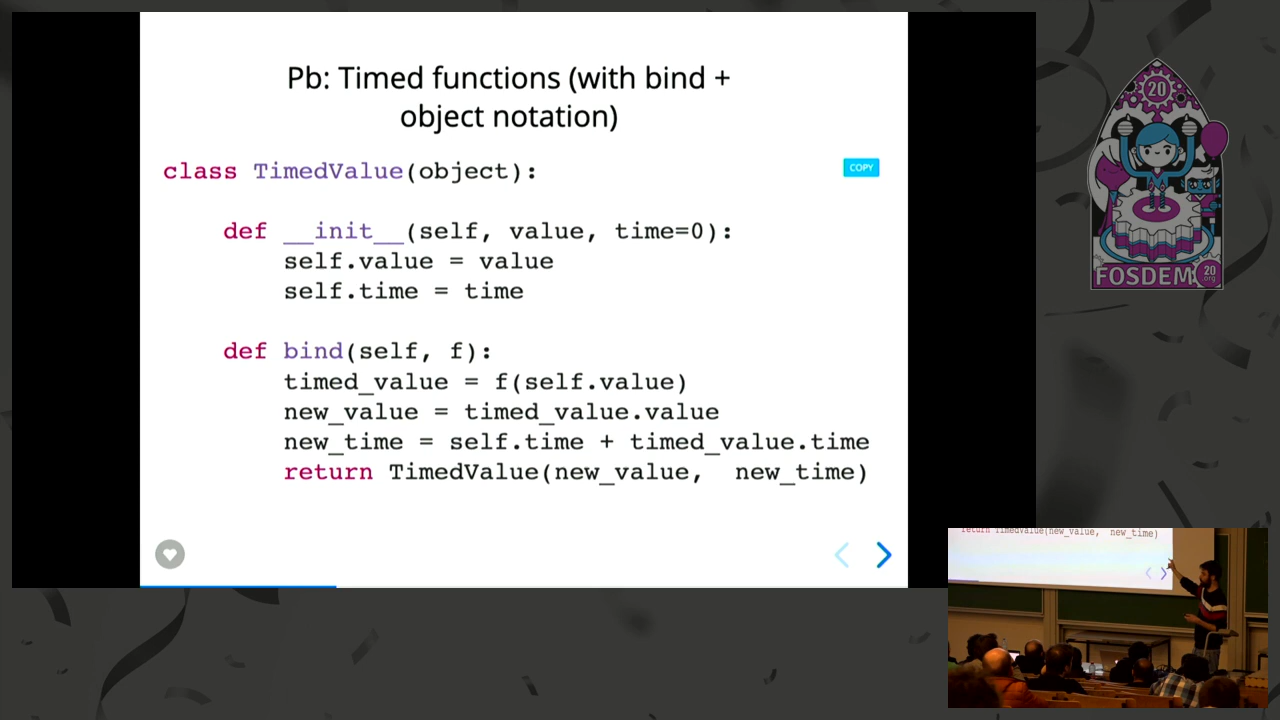 Pb: Timed functions (with bind +
object notation)
class TimedValue(object):
COPY
def __init__(self, value, time=0):
self.value = value
self.time = time
def bind(self, f):
timed_value = f(self.value)
new_value = timed_value.value
new_time = self.time + timed_value.time
return TimedValue(new_value,  new_time)
20
FOSDEM
20
.org
return TimedValue(new_value,  new_time)